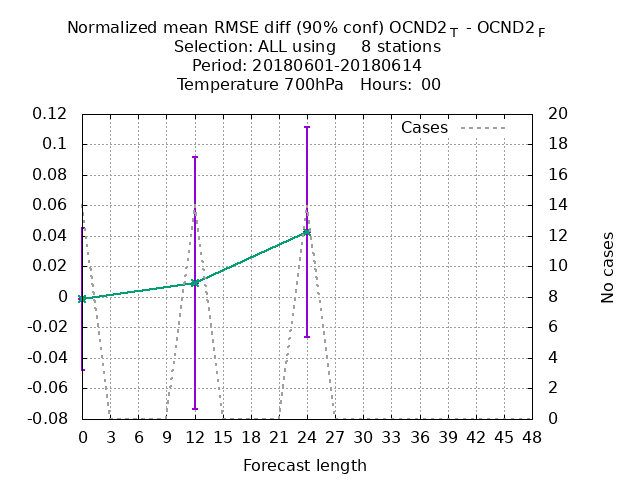 Normalized mean RMSE diff (90% conf) OCND2 T - OCND2 F
Selection: ALL using 8 stations
Period: 20180601-20180614
Temperature 700hPa Hours: 00
Cases
0.12
0.1
0.08
0.06
0.04
0.02
0
-0.02
-0.04
-0.06
-0.08
20
18
16
14
12
10
8
6
4
2
0
No cases
0 3 6 9 12 15 18 21 24 27 30 33 36 39 42 45 48
Forecast length